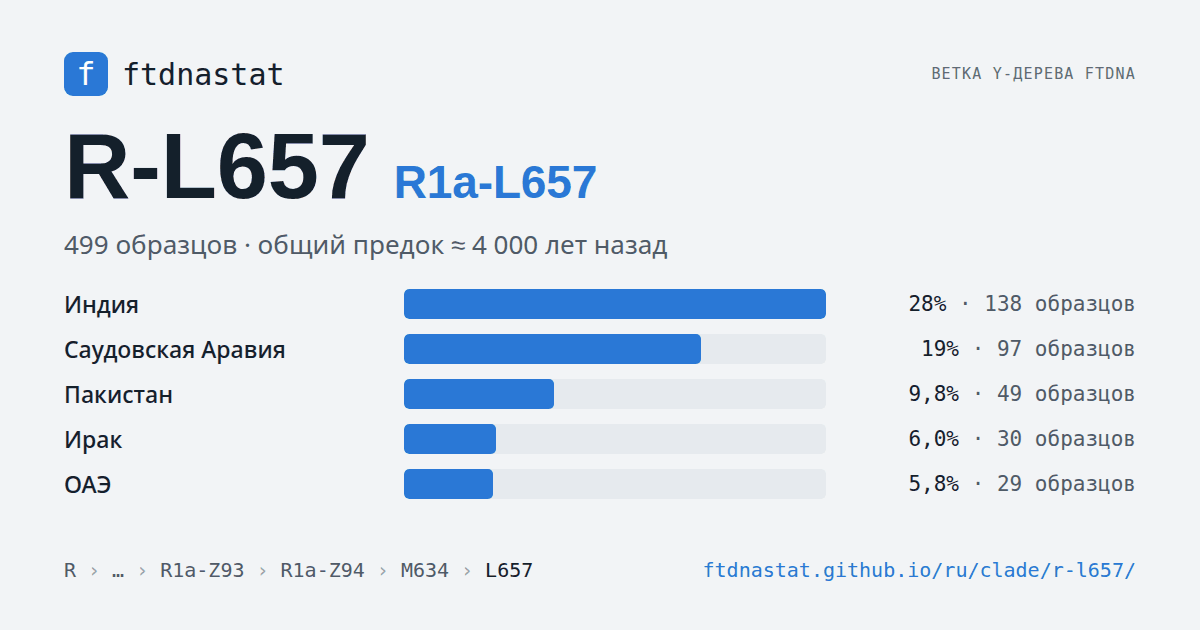 f ftdnastat
ВЕТКА Y-ДЕРЕВА FTDNA
R-L657 R1a-L657
499 образцов · общий предок ≈ 4 000 лет назад
Индия 28% · 138 образцов
Саудовская Аравия 19% · 97 образцов
Пакистан 9,8% · 49 образцов
Ирак 6,0% · 30 образцов
ОАЭ 5,8% · 29 образцов
R › … › R1a-Z93 › R1a-Z94 › M634 › L657
ftdnastat.github.io/ru/clade/r-l657/